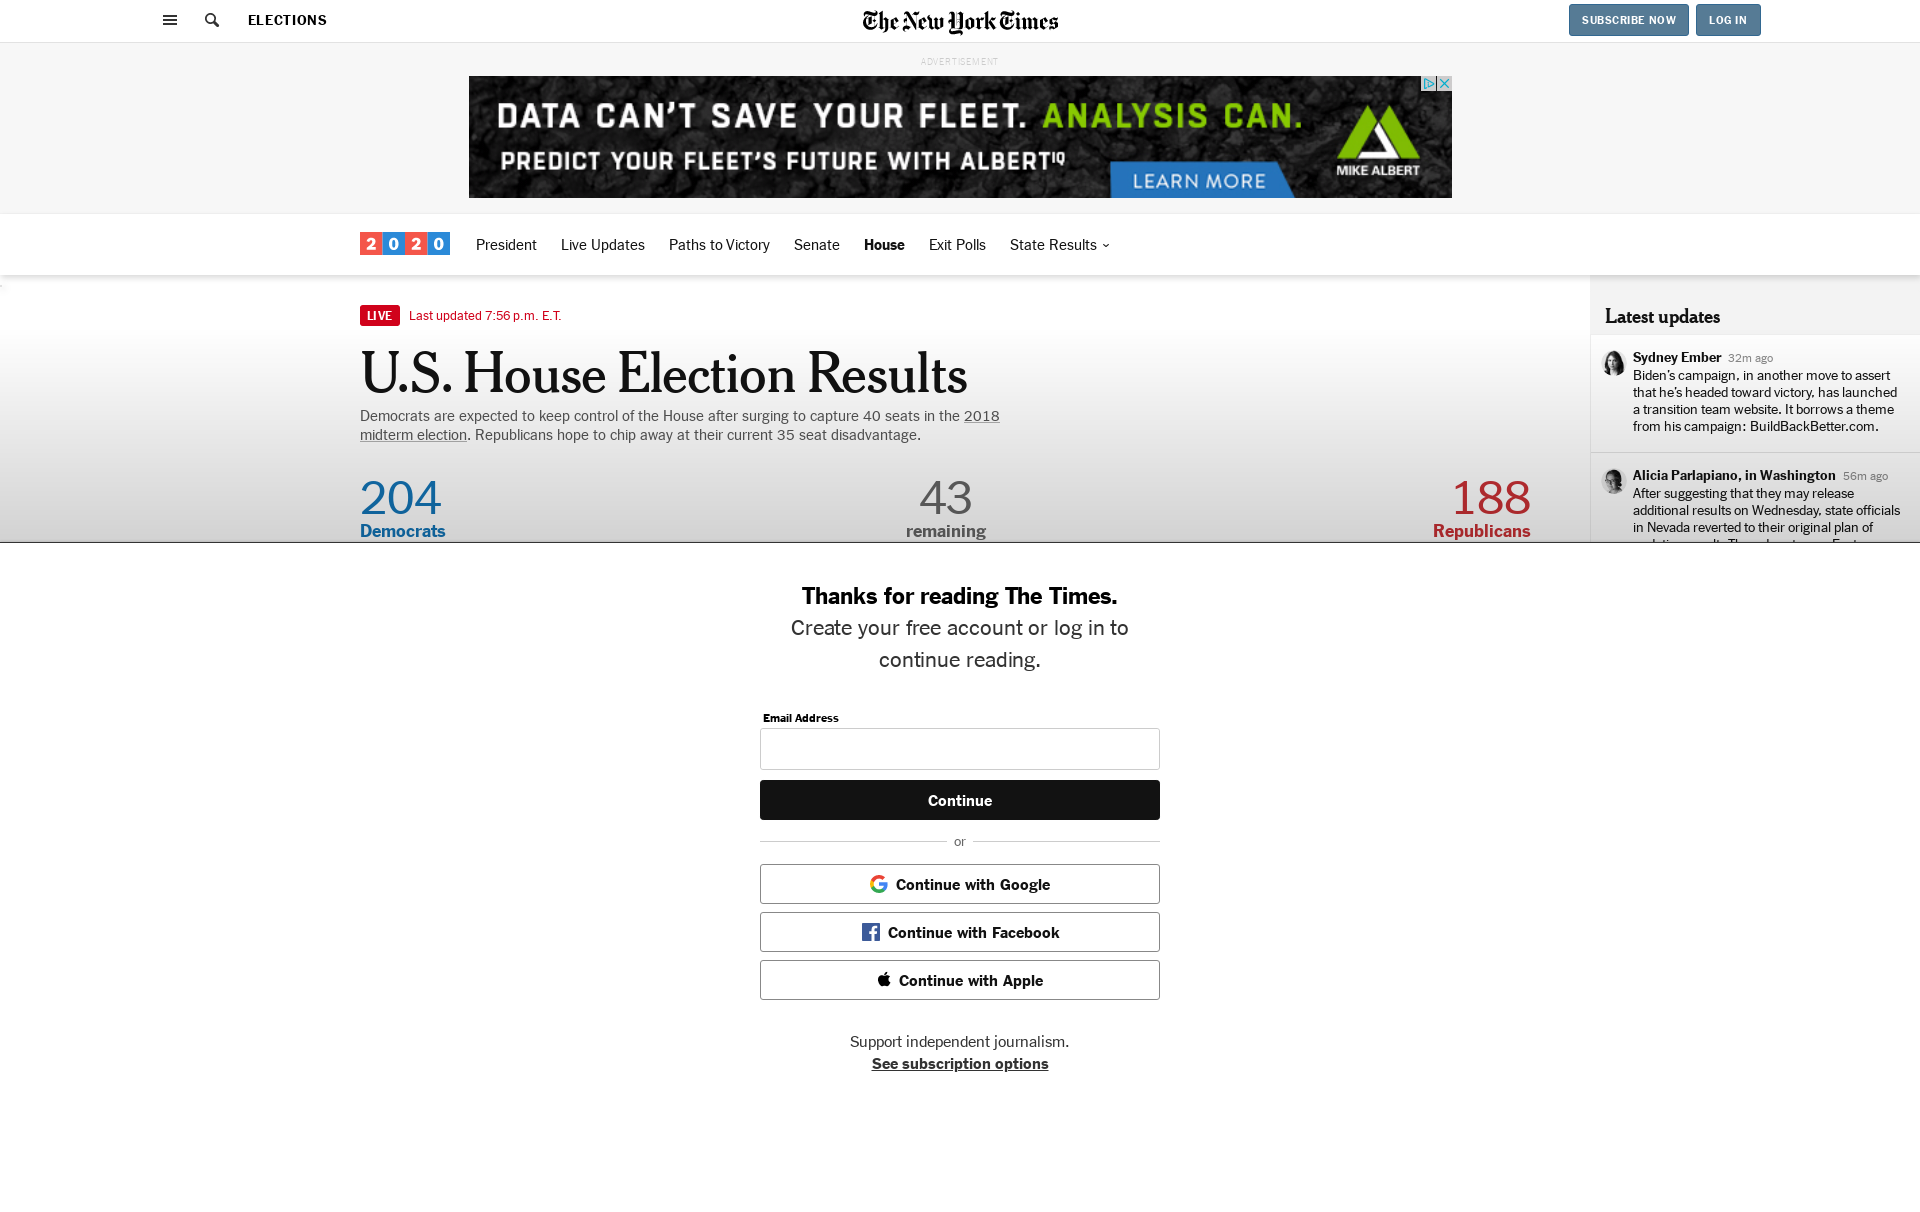 ELECTIONS
The New York Times
SUBSCRIBE NOW
LOG IN
ADVERTISEMENT
DATA CAN'T SAVE YOUR FLEET. ANALYSIS CAN.
PREDICT YOUR FLEET'S FUTURE WITH ALBERTIQ
LEARN MORE
MIKE ALBERT
2020
President
Live Updates
Paths to Victory
Senate
House
Exit Polls
State Results
LIVE
Last updated 7:56 p.m. E.T.
U.S. House Election Results
Democrats are expected to keep control of the House after surging to capture 40 seats in the 2018
midterm election. Republicans hope to chip away at their current 35 seat disadvantage.
204
Democrats
43
remaining
188
Republicans
Latest updates
Sydney Ember 32m ago
Biden's campaign, in another move to assert
that he's headed toward victory, has launched
a transition team website. It borrows a theme
from his campaign: BuildBackBetter.com.
Alicia Parlapiano, in Washington 56m ago
After suggesting that they may release
additional results on Wednesday, state officials
in Nevada reverted to their original plan of
Thanks for reading The Times.
Create your free account or log in to
continue reading.
Email Address
Continue
or
Continue with Google
Continue with Facebook
Continue with Apple
Support independent journalism.
See subscription options